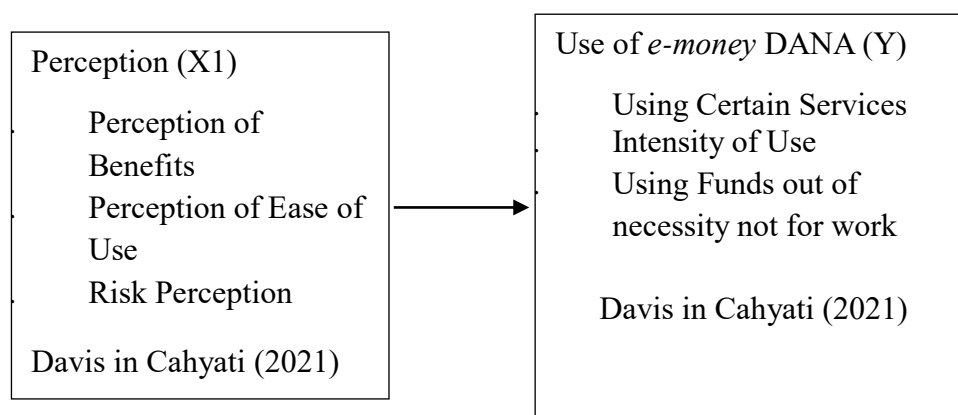 Perception (X1)
Perception of
Benefits
Perception of Ease of
Use
Risk Perception
Davis in Cahyati (2021)
Use of e-money DANA (Y)
Using Certain Services
Intensity of Use
Using Funds out of
necessity not for work
Davis in Cahyati (2021)